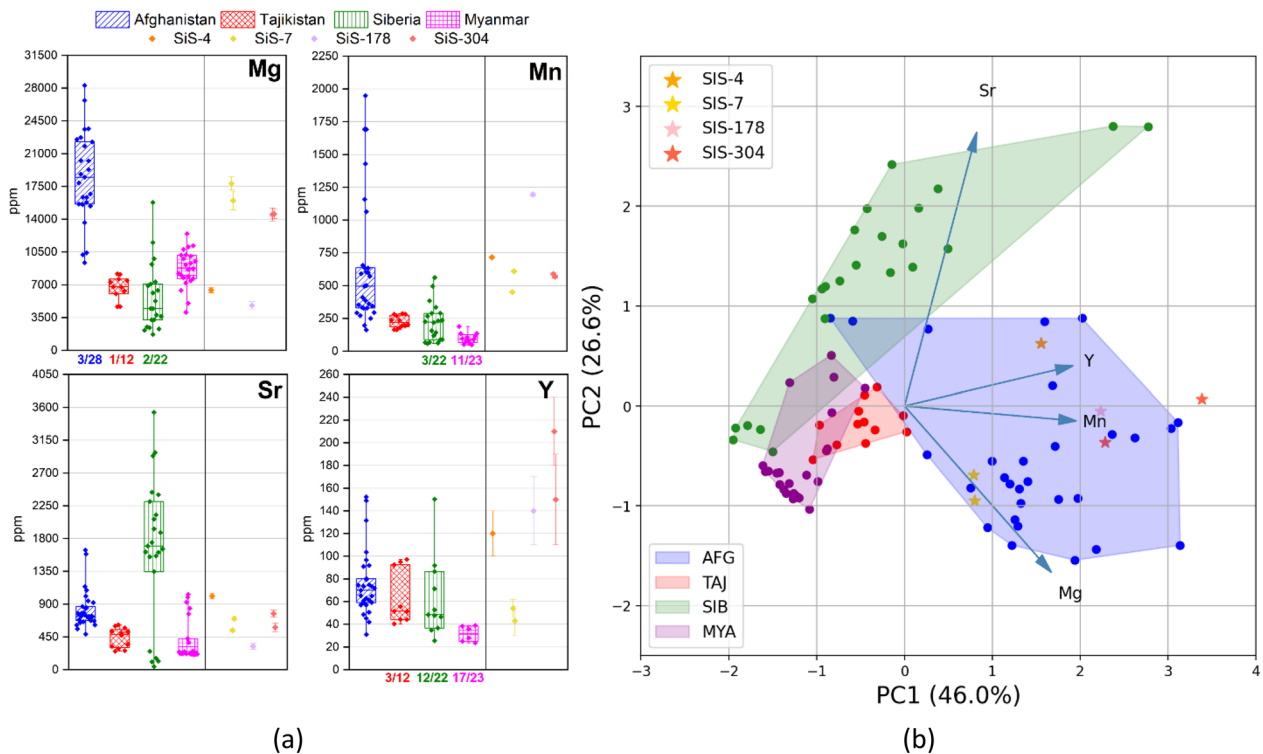 Afghanistan Tajikistan Siberia Myanmar
SiS-4 SiS-7 SiS-178 SiS-304
Mg
31500
28000
24500
21000
17500
14000
10500
7000
3500
0
ppm
3/28 1/12 2/22
Mn
2250
2000
1750
1500
1250
1000
750
500
250
0
ppm
3/22 11/23
Sr
4050
3600
3150
2700
2250
1800
1350
900
450
0
ppm
Y
260
240
220
200
180
160
140
120
100
80
60
40
20
0
ppm
3/12 12/22 17/23
(a)
SIS-4
SIS-7
SIS-178
SIS-304
Sr
Y
Mn
Mg
AFG
TAJ
SIB
MYA
3
2
1
0
−1
−2
PC2 (26.6%)
−3 −2 −1 0 1 2 3 4
PC1 (46.0%)
(b)